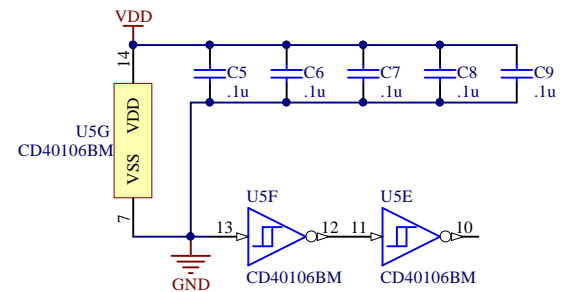 VDD
14
C5 C6 C7 C8 C9
.1u .1u .1u .1u .1u
VDD
U5G
CD40106BM
VSS
7
U5F U5E
13 12 11 10
CD40106BM CD40106BM
GND